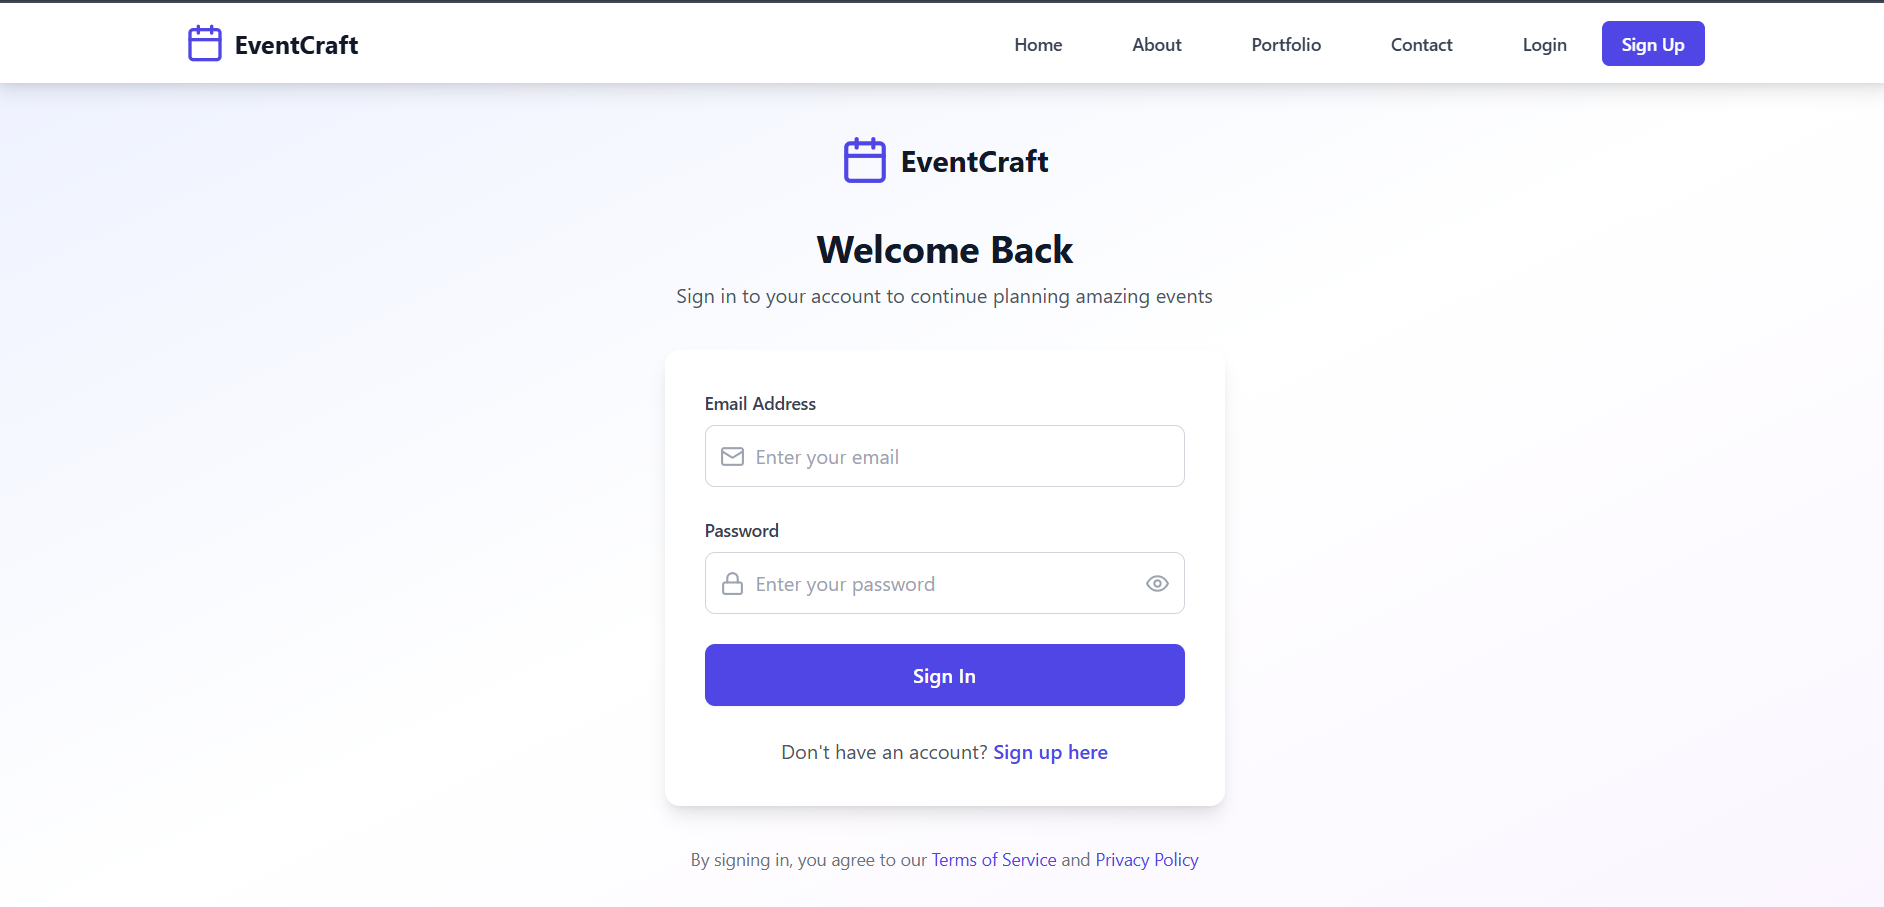 EventCraft Home About Portfolio Contact Login Sign Up
EventCraft
Welcome Back
Sign in to your account to continue planning amazing events
Email Address
Enter your email
Password
Enter your password
Sign In
Don't have an account? Sign up here
By signing in, you agree to our Terms of Service and Privacy Policy